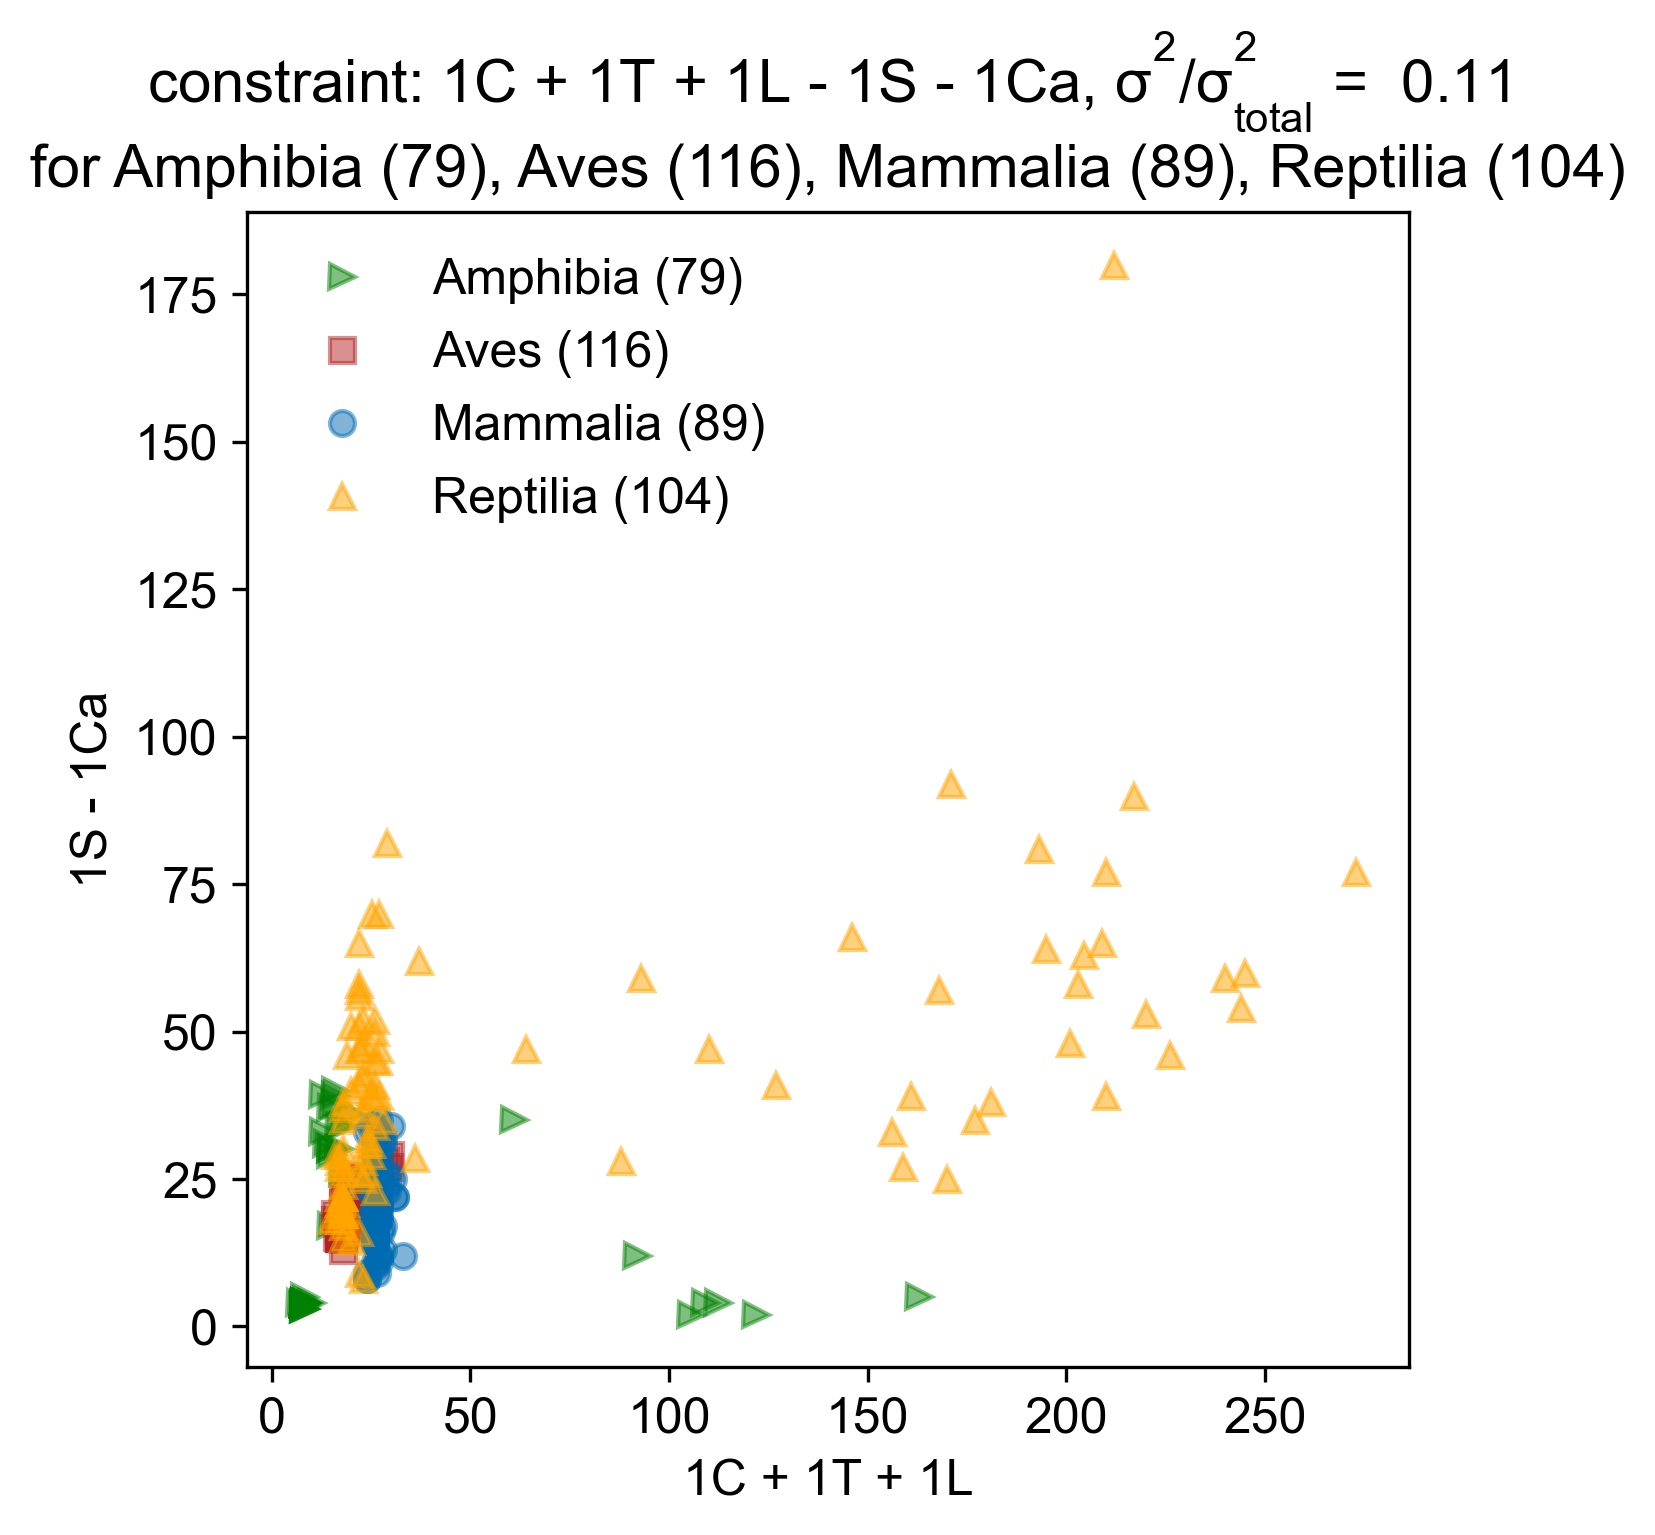 constraint: 1C + 1T + 1L - 1S - 1Ca, σ²/σ²total = 0.11
for Amphibia (79), Aves (116), Mammalia (89), Reptilia (104)
Amphibia (79)
Aves (116)
Mammalia (89)
Reptilia (104)
175
150
125
100
75
50
25
0
1S - 1Ca
0 50 100 150 200 250
1C + 1T + 1L